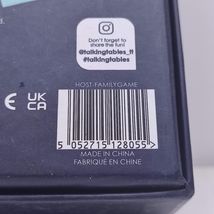 Don't forget to
share the fun!
@talkingtables_tt
#talkingtables
UK
CA
HOST-FAMILYGAME
5 052715 128055
MADE IN CHINA
FABRIQUÉ EN CHINE